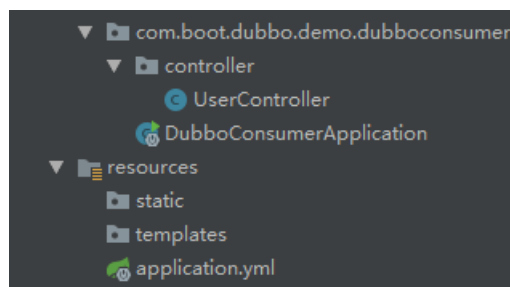 com.boot.dubbo.demo.dubboconsumer
controller
UserController
DubboConsumerApplication
resources
static
templates
application.yml